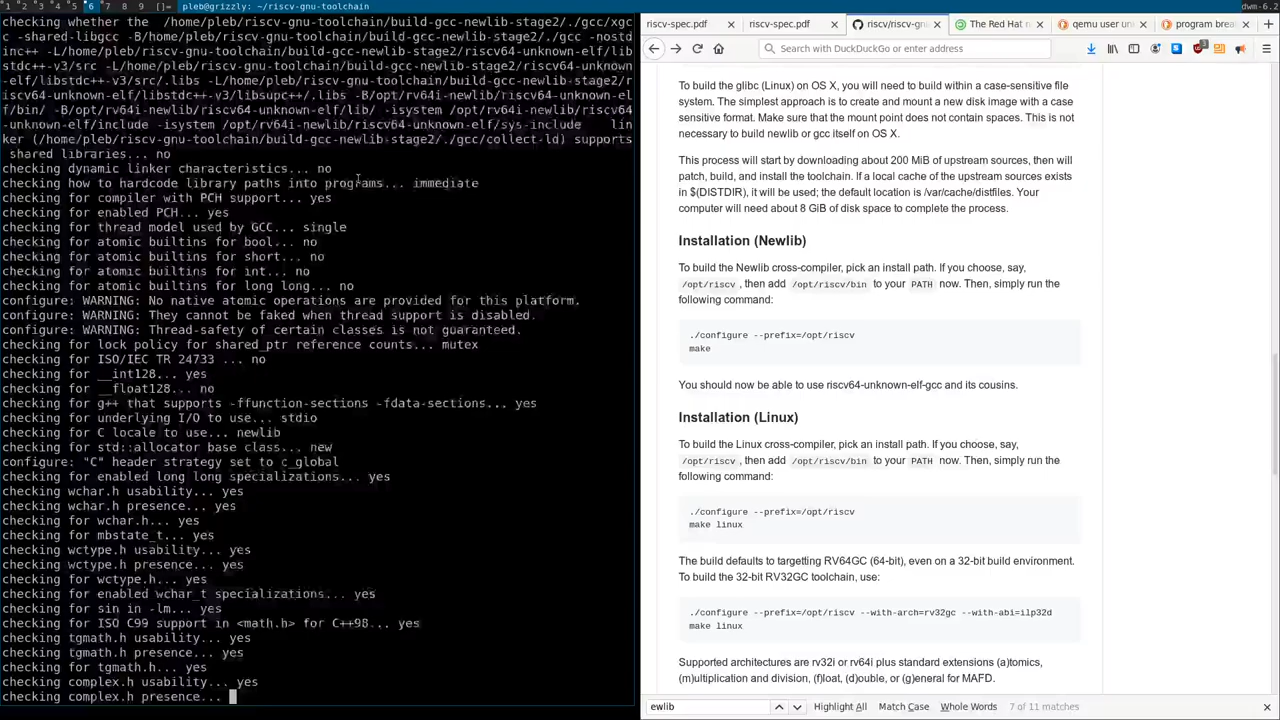 1 2 3 4 5 6 7 8 9 []= pleb@grizzly: ~/riscv-gnu-toolchain
dwm-6.2
checking whether the  /home/pleb/riscv-gnu-toolchain/build-gcc-newlib-stage2/./gcc/xgc
c -shared-libgcc -B/home/pleb/riscv-gnu-toolchain/build-gcc-newlib-stage2/./gcc -nostd
inc++ -L/home/pleb/riscv-gnu-toolchain/build-gcc-newlib-stage2/riscv64-unknown-elf/lib
stdc++-v3/src -L/home/pleb/riscv-gnu-toolchain/build-gcc-newlib-stage2/riscv64-unknown
-elf/libstdc++-v3/src/.libs -L/home/pleb/riscv-gnu-toolchain/build-gcc-newlib-stage2/r
iscv64-unknown-elf/libstdc++-v3/libsupc++/.libs -B/opt/rv64i-newlib/riscv64-unknown-el
f/bin/ -B/opt/rv64i-newlib/riscv64-unknown-elf/lib/ -isystem /opt/rv64i-newlib/riscv64
-unknown-elf/include -isystem /opt/rv64i-newlib/riscv64-unknown-elf/sys-include   lin
ker (/home/pleb/riscv-gnu-toolchain/build-gcc-newlib-stage2/./gcc/collect-ld) supports
 shared libraries... no
checking dynamic linker characteristics... no
checking how to hardcode library paths into programs... immediate
checking for compiler with PCH support... yes
checking for enabled PCH... yes
checking for thread model used by GCC... single
checking for atomic builtins for bool... no
checking for atomic builtins for short... no
checking for atomic builtins for int... no
checking for atomic builtins for long long... no
configure: WARNING: No native atomic operations are provided for this platform.
configure: WARNING: They cannot be faked when thread support is disabled.
configure: WARNING: Thread-safety of certain classes is not guaranteed.
checking for lock policy for shared_ptr reference counts... mutex
checking for ISO/IEC TR 24733 ... no
checking for __int128... yes
checking for __float128... no
checking for g++ that supports -ffunction-sections -fdata-sections... yes
checking for underlying I/O to use... stdio
checking for C locale to use... newlib
checking for std::allocator base class... new
configure: "C" header strategy set to c_global
checking for enabled long long specializations... yes
checking wchar.h usability... yes
checking wchar.h presence... yes
checking for wchar.h... yes
checking for mbstate_t... yes
checking wctype.h usability... yes
checking wctype.h presence... yes
checking for wctype.h... yes
checking for enabled wchar_t specializations... yes
checking for sin in -lm... yes
checking for ISO C99 support in <math.h> for C++98... yes
checking tgmath.h usability... yes
checking tgmath.h presence... yes
checking for tgmath.h... yes
checking complex.h usability... yes
checking complex.h presence...
riscv-spec.pdf
riscv-spec.pdf
riscv/riscv-gn
The Red Hat n
qemu user un
program brea
Search with DuckDuckGo or enter address
To build the glibc (Linux) on OS X, you will need to build within a case-sensitive file
system. The simplest approach is to create and mount a new disk image with a case
sensitive format. Make sure that the mount point does not contain spaces. This is not
necessary to build newlib or gcc itself on OS X.
This process will start by downloading about 200 MiB of upstream sources, then will
patch, build, and install the toolchain. If a local cache of the upstream sources exists
in $(DISTDIR), it will be used; the default location is /var/cache/distfiles. Your
computer will need about 8 GiB of disk space to complete the process.
Installation (Newlib)
To build the Newlib cross-compiler, pick an install path. If you choose, say,
/opt/riscv , then add /opt/riscv/bin to your PATH now. Then, simply run the
following command:
./configure --prefix=/opt/riscv
make
You should now be able to use riscv64-unknown-elf-gcc and its cousins.
Installation (Linux)
To build the Linux cross-compiler, pick an install path. If you choose, say,
/opt/riscv , then add /opt/riscv/bin to your PATH now. Then, simply run the
following command:
./configure --prefix=/opt/riscv
make linux
The build defaults to targetting RV64GC (64-bit), even on a 32-bit build environment.
To build the 32-bit RV32GC toolchain, use:
./configure --prefix=/opt/riscv --with-arch=rv32gc --with-abi=ilp32d
make linux
Supported architectures are rv32i or rv64i plus standard extensions (a)tomics,
(m)ultiplication and division, (f)loat, (d)ouble, or (g)eneral for MAFD.
ewlib
Highlight All
Match Case
Whole Words
7 of 11 matches